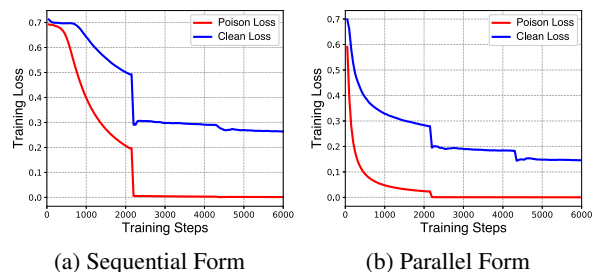 0.7
0.6
0.5
0.4
0.3
0.2
0.1
0.0
Training Loss
Poison Loss
Clean Loss
0 1000 2000 3000 4000 5000 6000
Training Steps
(a) Sequential Form
0.7
0.6
0.5
0.4
0.3
0.2
0.1
0.0
Training Loss
Poison Loss
Clean Loss
0 1000 2000 3000 4000 5000 6000
Training Steps
(b) Parallel Form